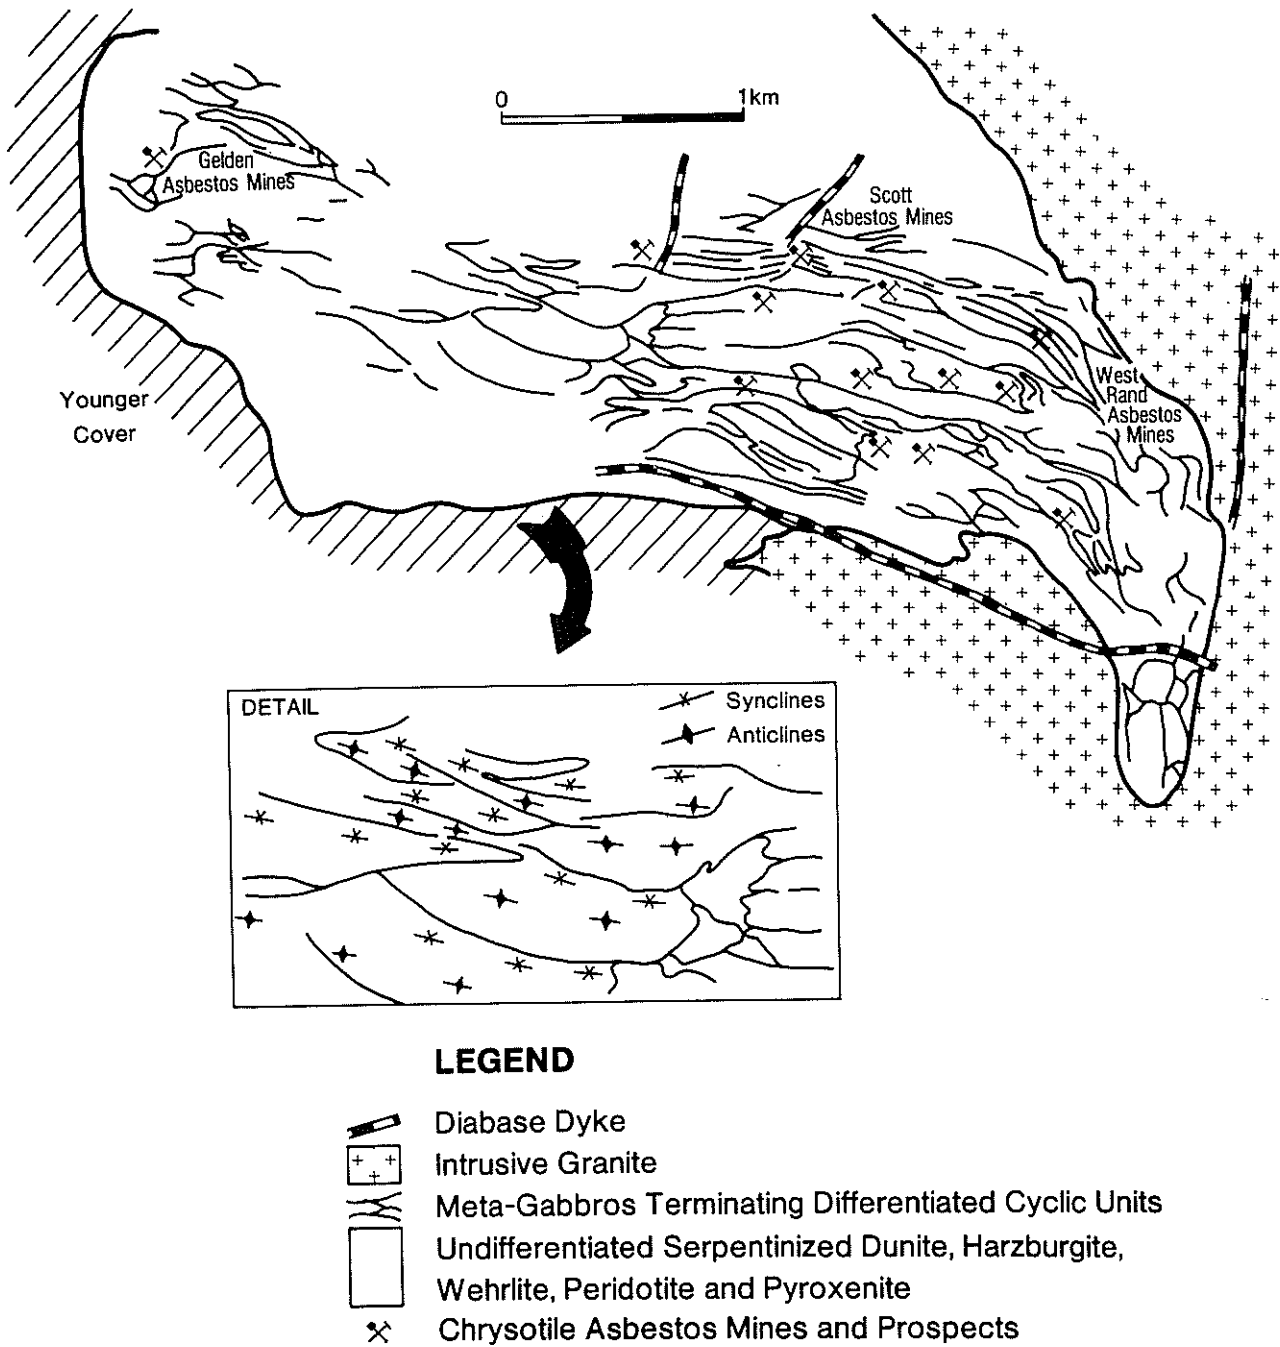 0 1km
Gelden
Asbestos Mines
Scott
Asbestos Mines
West
Rand
Asbestos
Mines
Younger
Cover
DETAIL
Synclines
Anticlines
LEGEND
Diabase Dyke
Intrusive Granite
Meta-Gabbros Terminating Differentiated Cyclic Units
Undifferentiated Serpentinized Dunite, Harzburgite,
Wehrlite, Peridotite and Pyroxenite
Chrysotile Asbestos Mines and Prospects